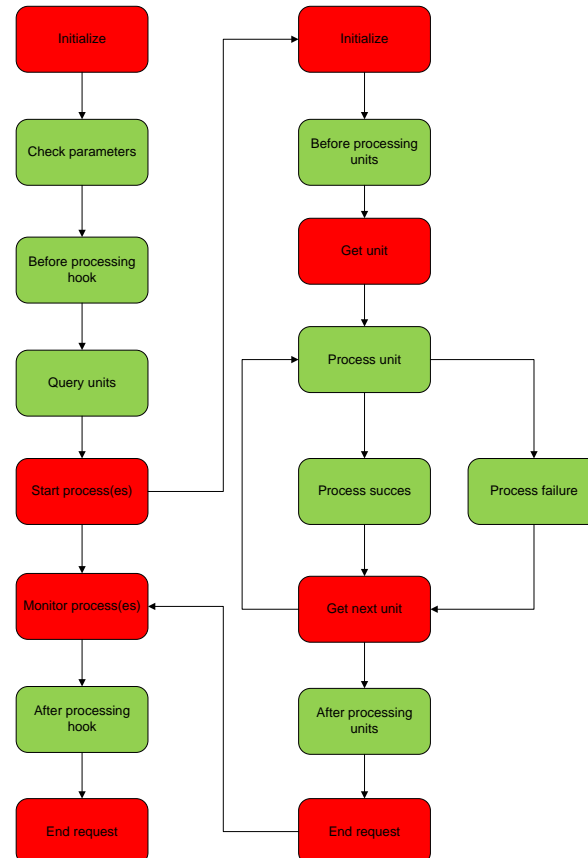 Initialize
Check parameters
Before processing
hook
Query units
Start process(es)
Monitor process(es)
After processing
hook
End request
Initialize
Before processing
units
Get unit
Process unit
Process succes
Process failure
Get next unit
After processing
units
End request